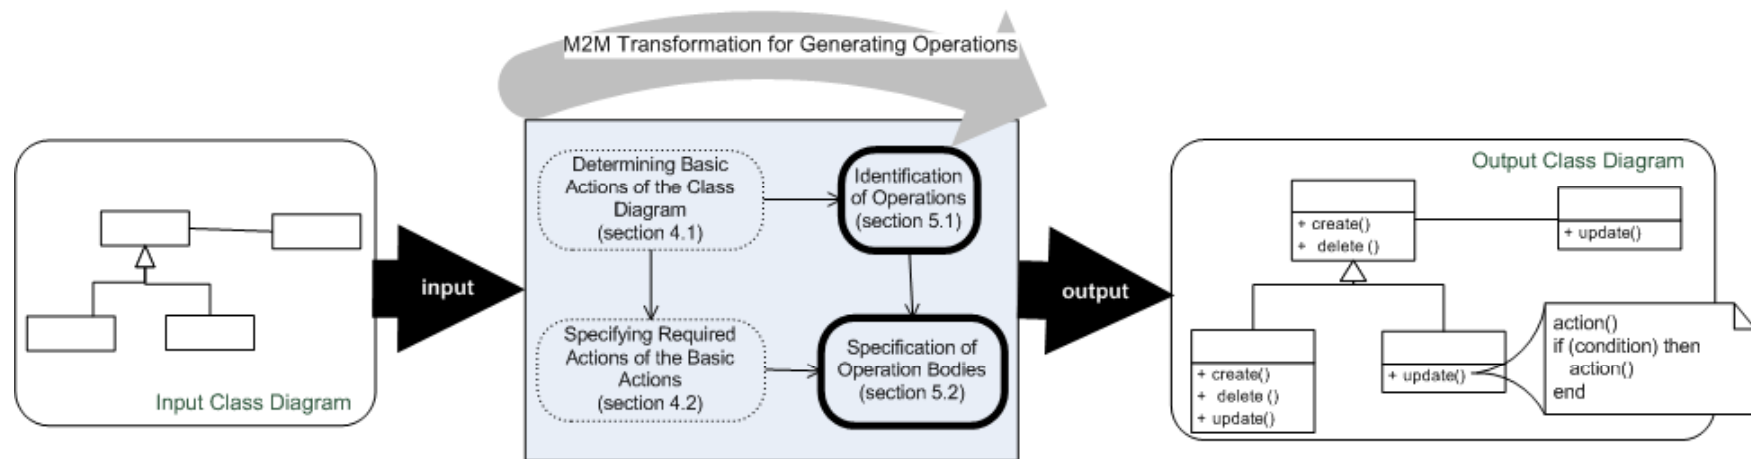 M2M Transformation for Generating Operations
Input Class Diagram
input
Determining Basic
Actions of the Class
Diagram
(section 4.1)
Identification
of Operations
(section 5.1)
Specifying Required
Actions of the Basic
Actions
(section 4.2)
Specification of
Operation Bodies
(section 5.2)
output
Output Class Diagram
+ create()
+ delete ()
+ update()
+ create()
+ delete ()
+ update()
+ update()
action()
if (condition) then
action()
end